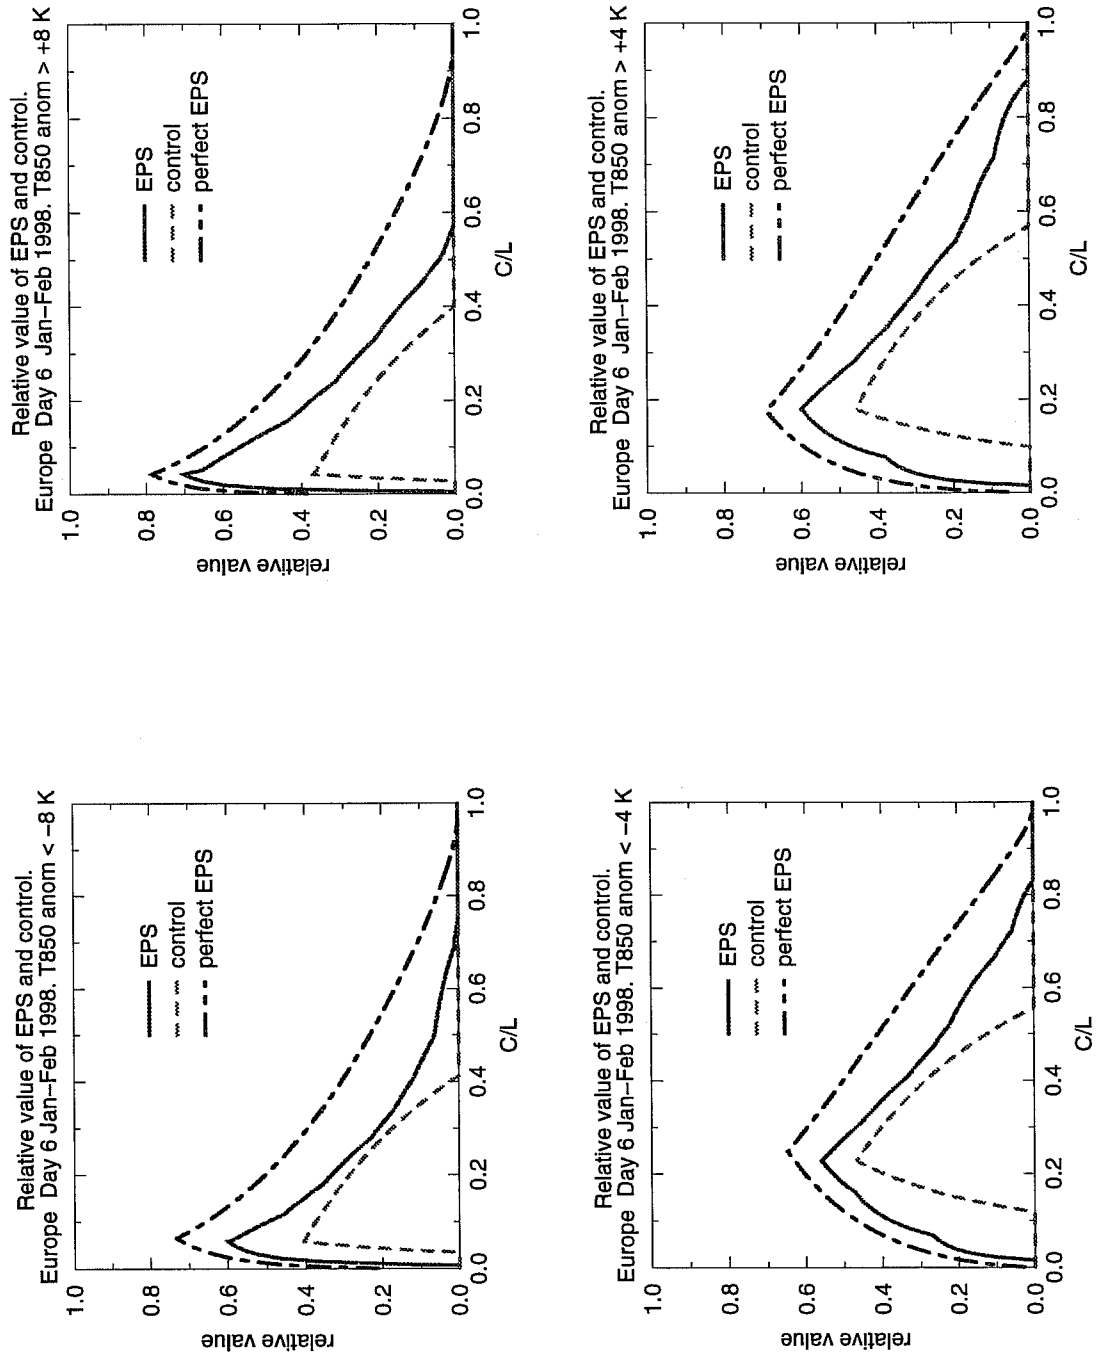 Relative value of EPS and control.
Europe Day 6 Jan–Feb 1998. T850 anom < –8 K
1.0
0.8
0.6
0.4
0.2
0.0
relative value
EPS
control
perfect EPS
0.0 0.2 0.4 0.6 0.8 1.0
C/L
Relative value of EPS and control.
Europe Day 6 Jan–Feb 1998. T850 anom > +8 K
1.0
0.8
0.6
0.4
0.2
0.0
relative value
EPS
control
perfect EPS
0.0 0.2 0.4 0.6 0.8 1.0
C/L
Relative value of EPS and control.
Europe Day 6 Jan–Feb 1998. T850 anom < –4 K
1.0
0.8
0.6
0.4
0.2
0.0
relative value
EPS
control
perfect EPS
0.0 0.2 0.4 0.6 0.8 1.0
C/L
Relative value of EPS and control.
Europe Day 6 Jan–Feb 1998. T850 anom > +4 K
1.0
0.8
0.6
0.4
0.2
0.0
relative value
EPS
control
perfect EPS
0.0 0.2 0.4 0.6 0.8 1.0
C/L